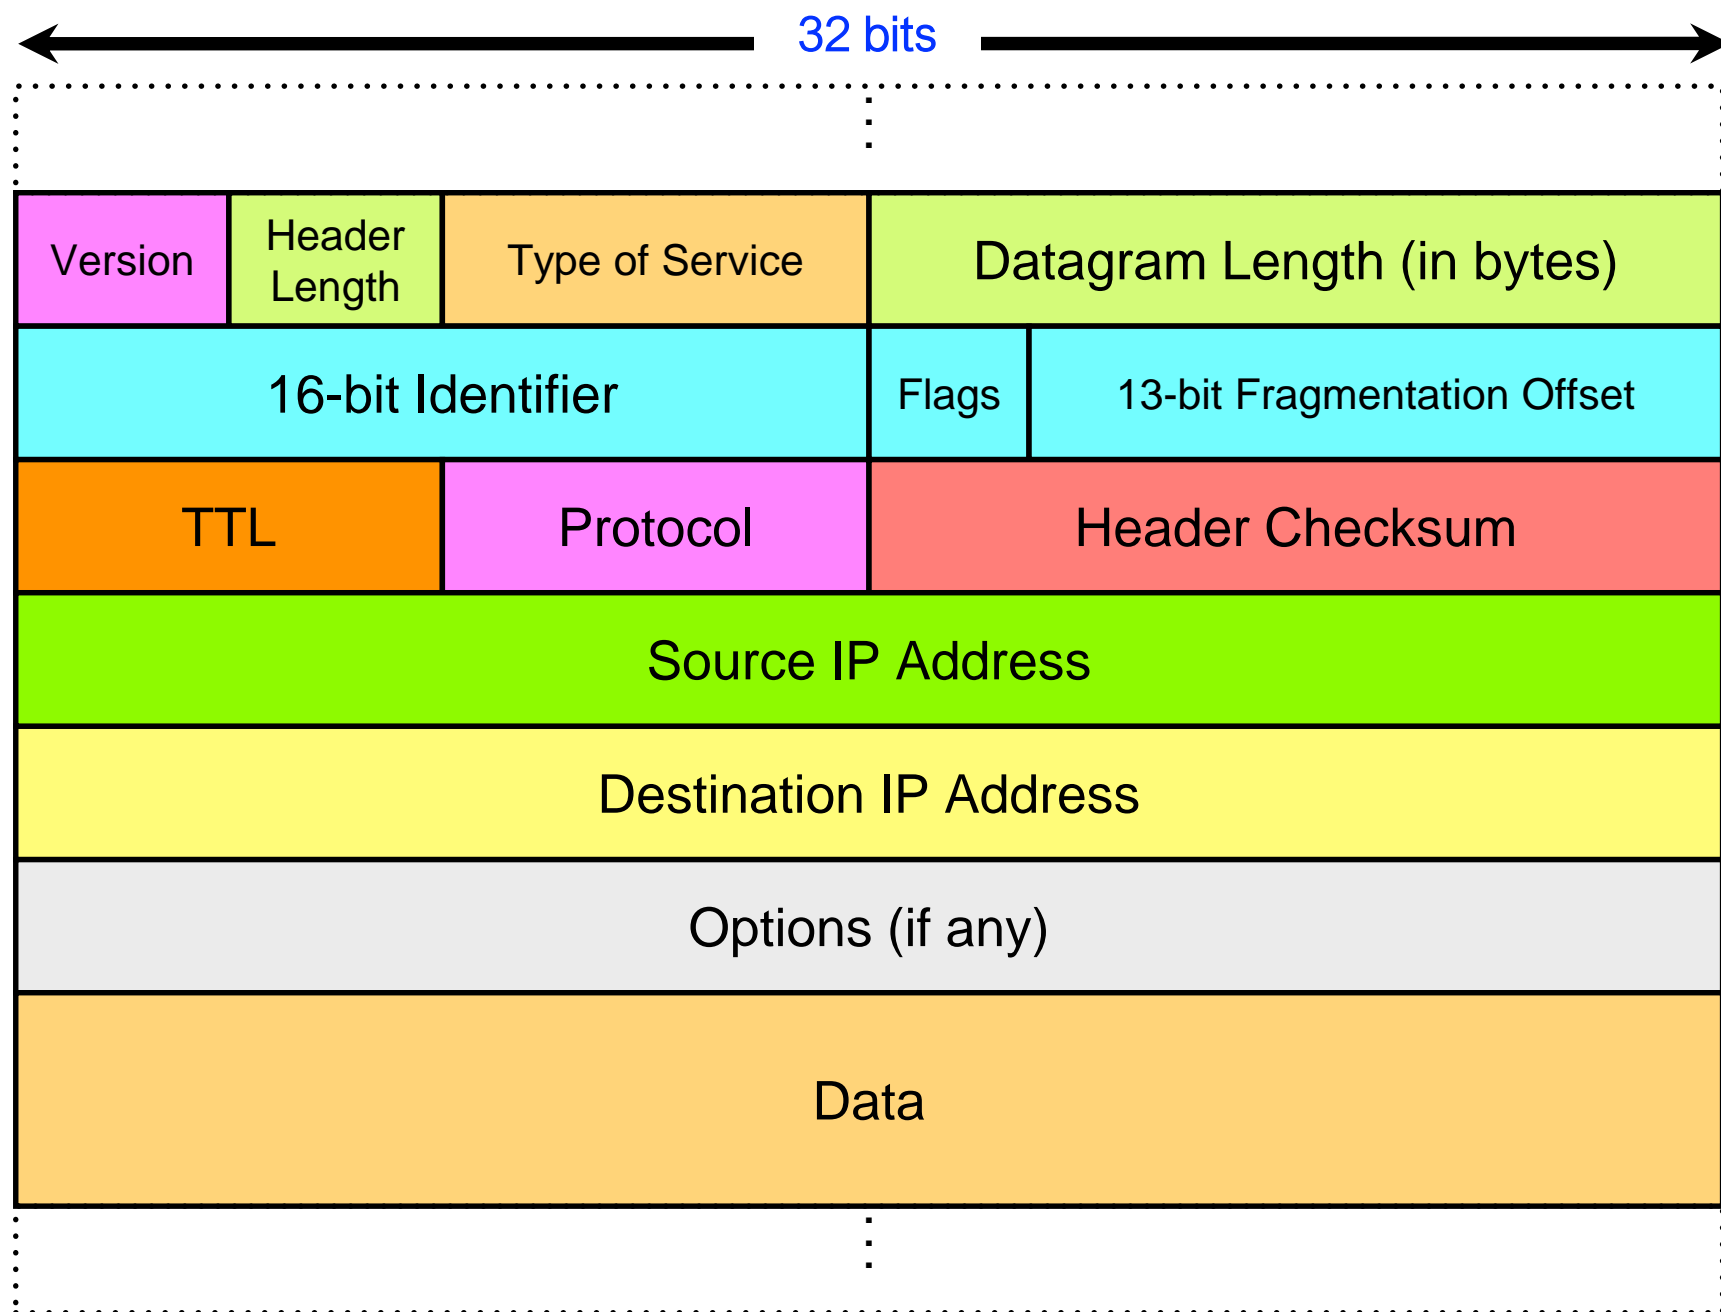 32 bits
Version
Header
Length
Type of Service
Datagram Length (in bytes)
16-bit Identifier
Flags
13-bit Fragmentation Offset
TTL
Protocol
Header Checksum
Source IP Address
Destination IP Address
Options (if any)
Data